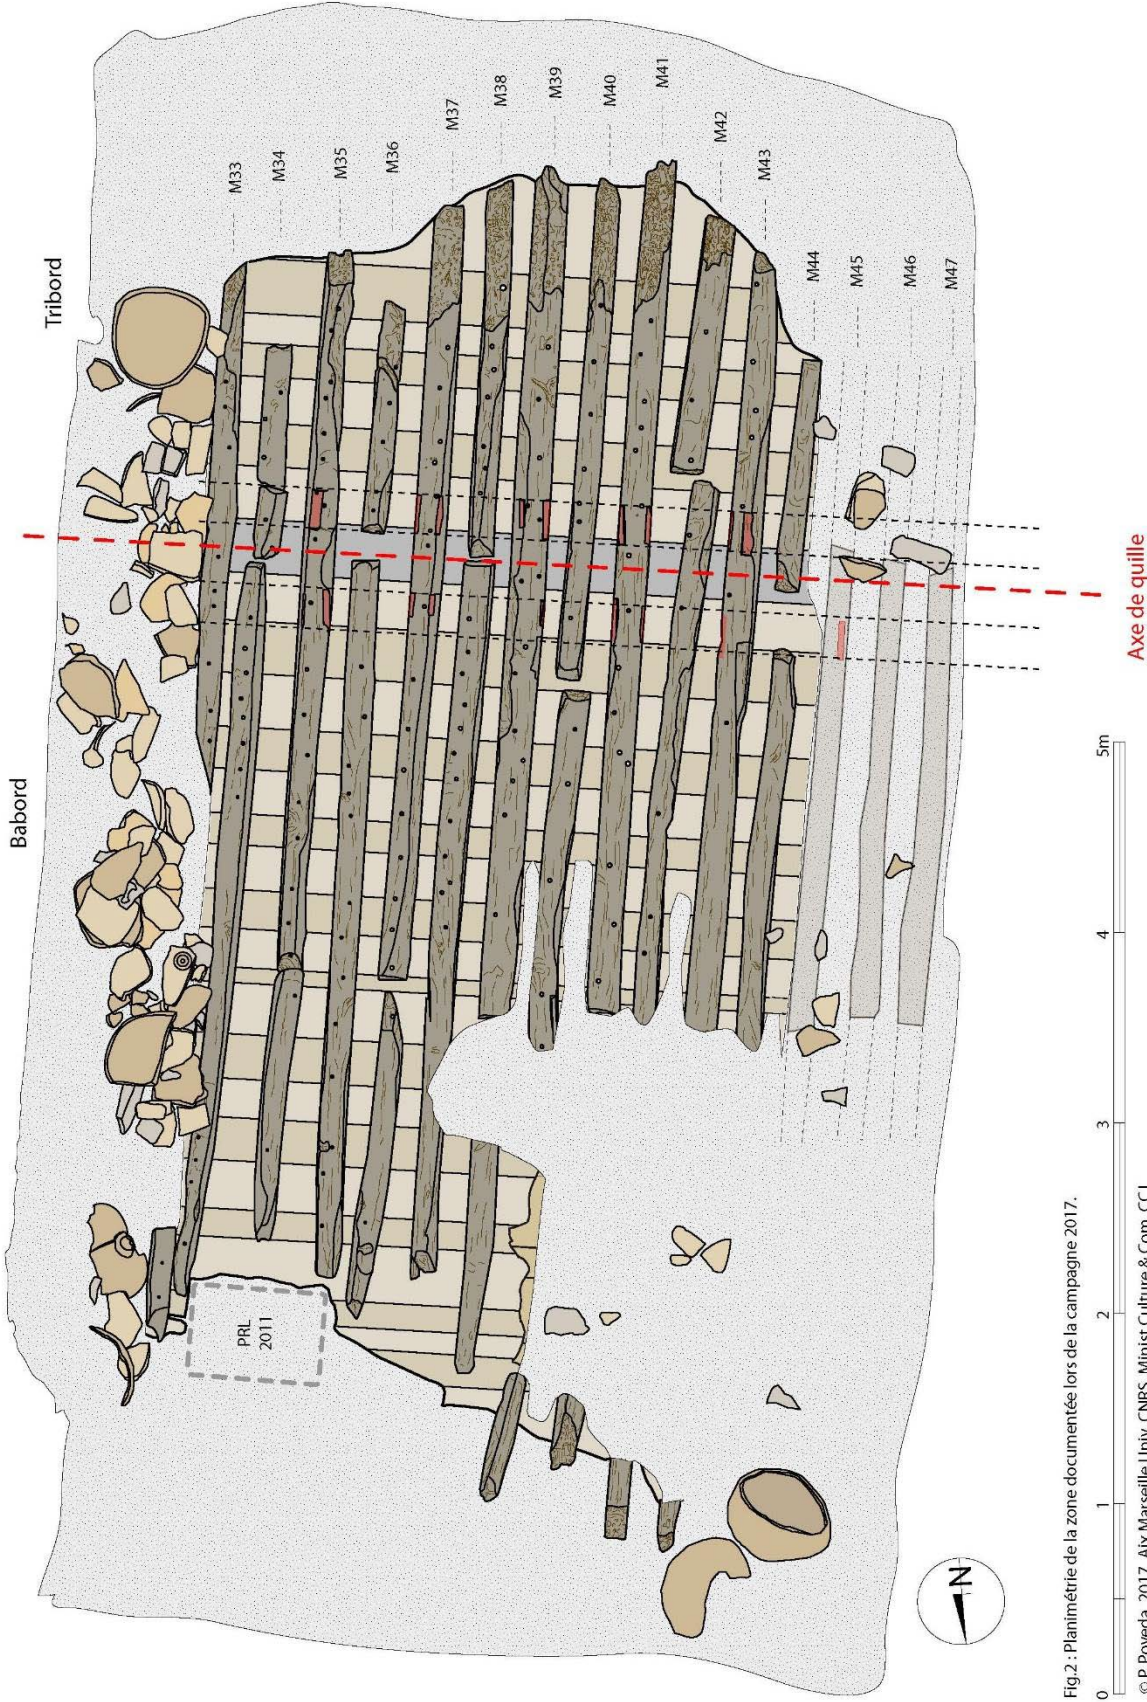 Tribord
Babord
M33
M34
M35
M36
M37
M38
M39
M40
M41
M42
M43
M44
M45
M46
M47
Axe de quille
PRL
2011
N
0
1
2
3
4
5m
Fig.2 : Planimétrie de la zone documentée lors de la campagne 2017.
© P. Poveda, 2017, Aix Marseille Univ, CNRS, Minist Culture & Com, CCJ